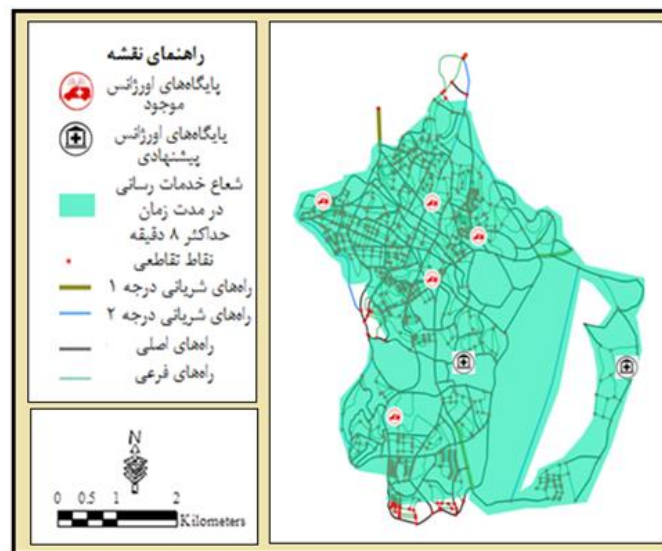 راهنمای نقشه
پایگاه‌های اورژانس
موجود
پایگاه‌های اورژانس
پیشنهادی
شعاع خدمات رسانی
در مدت زمان
حداکثر ۸ دقیقه
نقاط تقاطعی
راه‌های شریانی درجه ۱
راه‌های شریانی درجه ۲
راه‌های اصلی
راه‌های فرعی
N
0 0.5 1 2
Kilometers